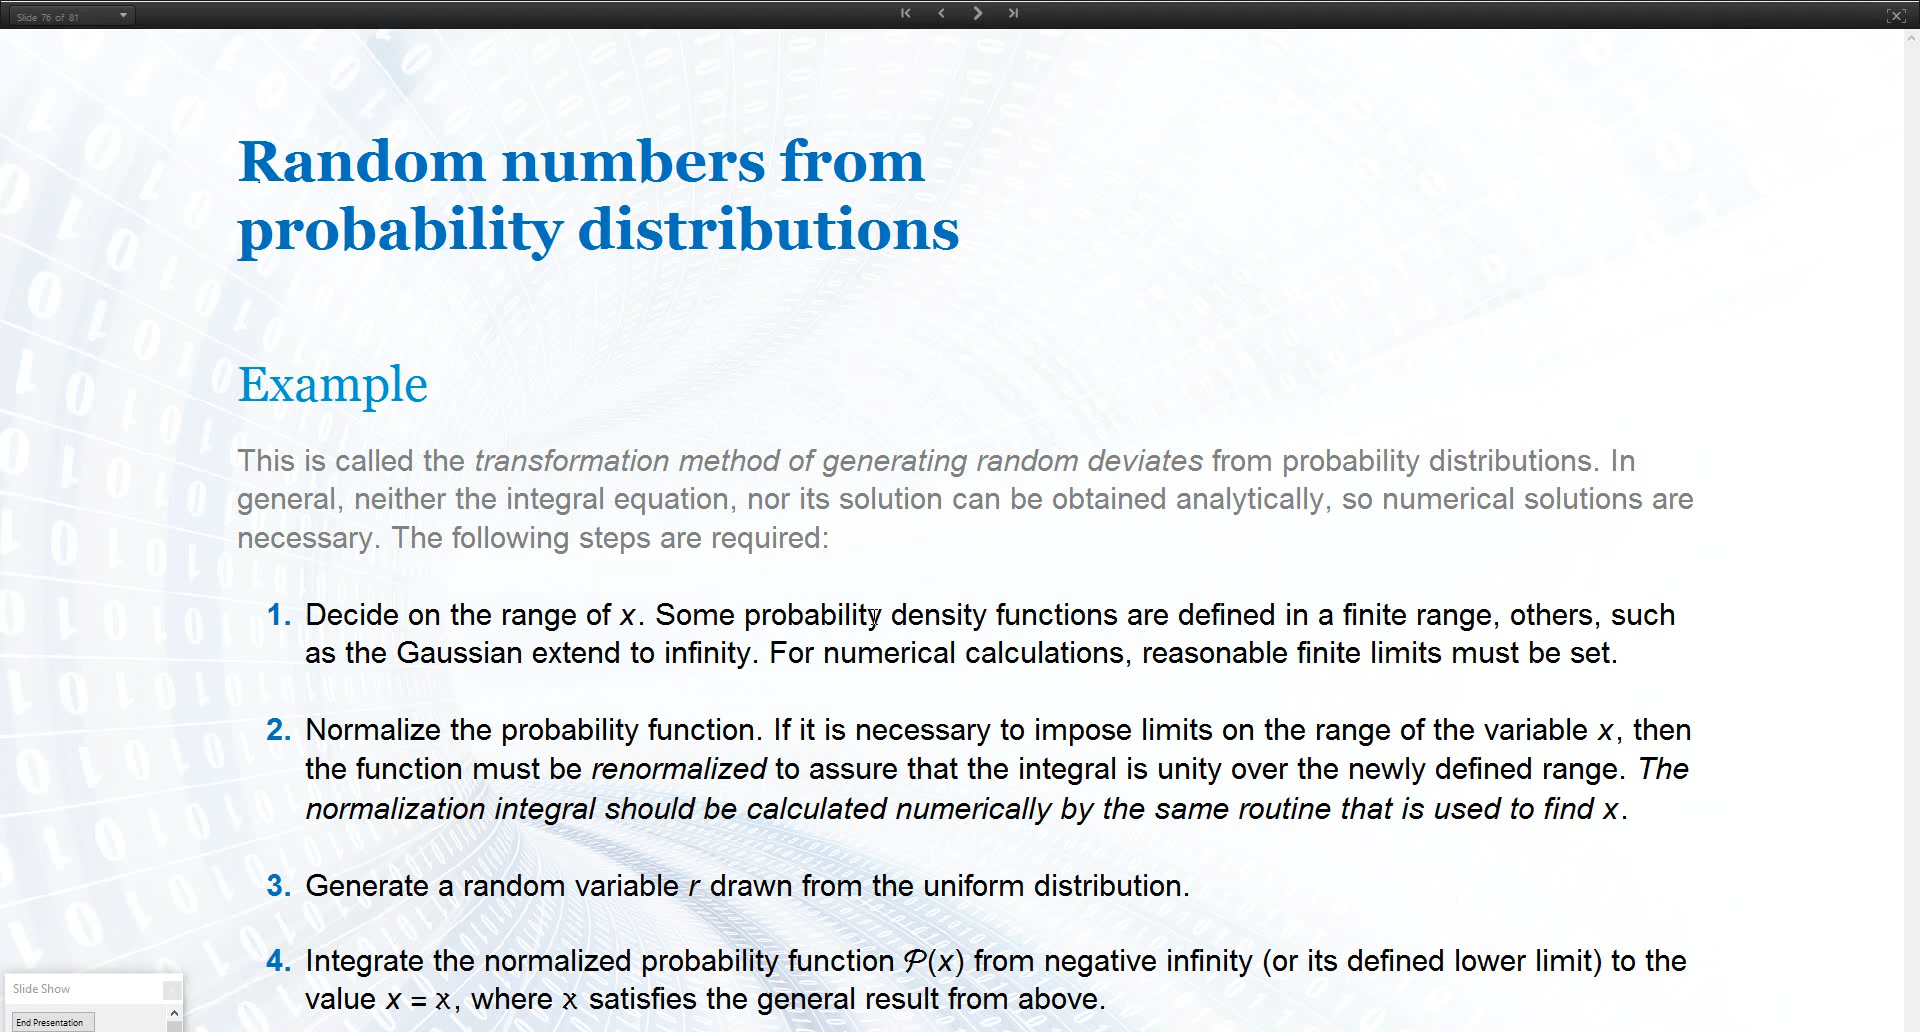 Slide 76 of 81
Random numbers from
probability distributions
Example
This is called the transformation method of generating random deviates from probability distributions. In
general, neither the integral equation, nor its solution can be obtained analytically, so numerical solutions are
necessary. The following steps are required:
1. Decide on the range of x. Some probability density functions are defined in a finite range, others, such
as the Gaussian extend to infinity. For numerical calculations, reasonable finite limits must be set.
2. Normalize the probability function. If it is necessary to impose limits on the range of the variable x, then
the function must be renormalized to assure that the integral is unity over the newly defined range. The
normalization integral should be calculated numerically by the same routine that is used to find x.
3. Generate a random variable r drawn from the uniform distribution.
4. Integrate the normalized probability function 𝒫(x) from negative infinity (or its defined lower limit) to the
value x = x, where x satisfies the general result from above.
Slide Show
End Presentation